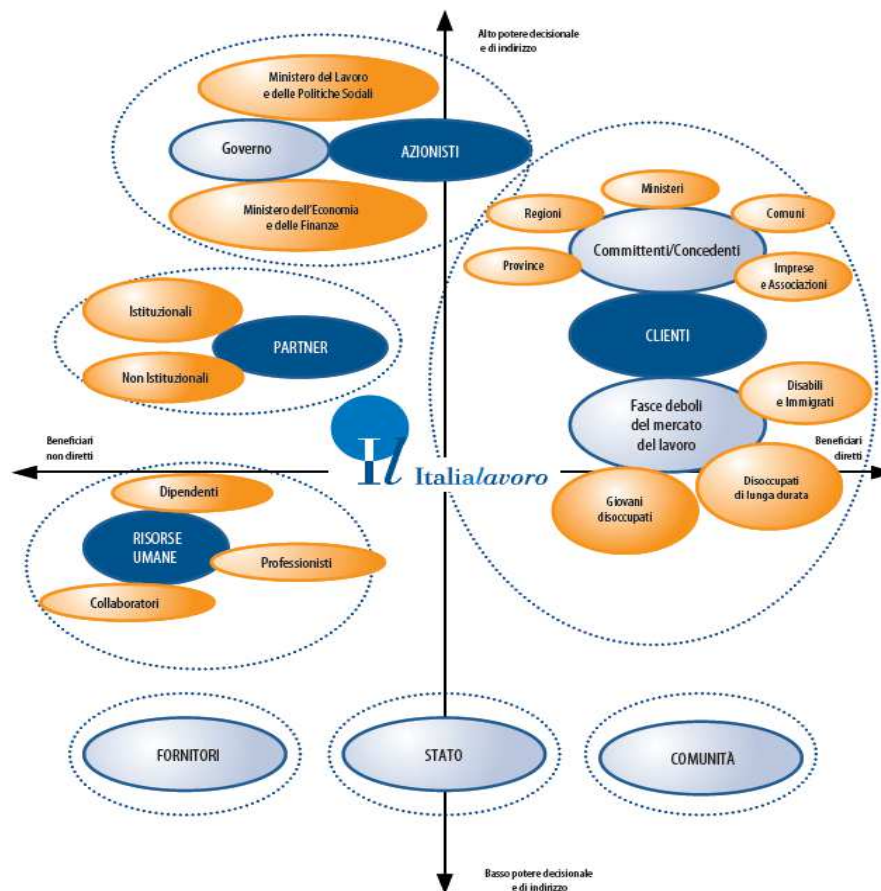 Alto potere decisionale
e di indirizzo
Ministero del Lavoro
e delle Politiche Sociali
Governo
AZIONISTI
Ministero dell'Economia
e delle Finanze
Ministeri
Regioni
Comuni
Committenti/Concedenti
Province
Imprese
e Associazioni
CLIENTI
Istituzionali
PARTNER
Non Istituzionali
Disabili
e Immigrati
Fasce deboli
del mercato
del lavoro
Beneficiari
non diretti
Beneficiari
diretti
Il Italialavoro
Disoccupati
di lunga durata
Giovani
disoccupati
Dipendenti
RISORSE
UMANE
Professionisti
Collaboratori
FORNITORI
STATO
COMUNITÀ
Basso potere decisionale
e di indirizzo